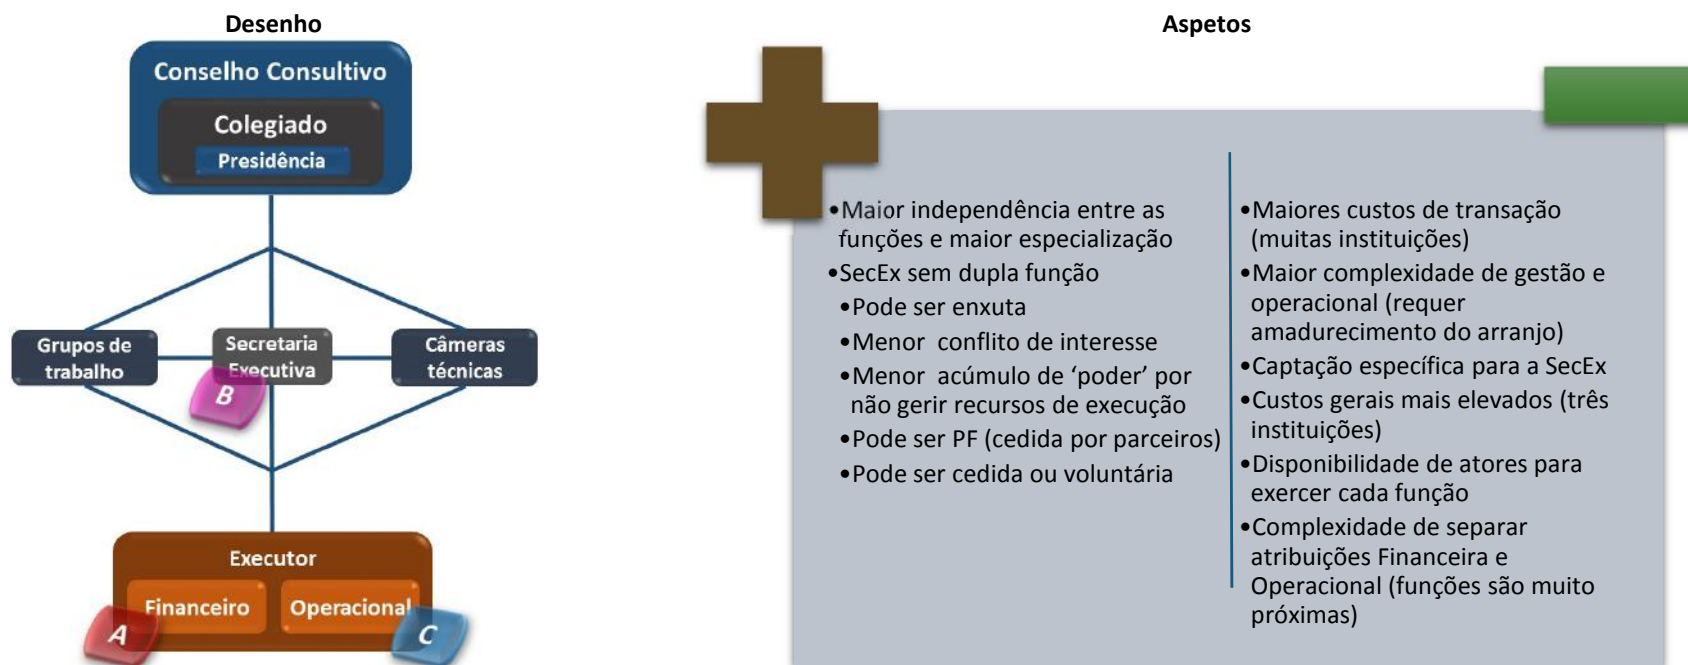 Desenho
Aspetos
Conselho Consultivo
Colegiado
Presidência
Grupos de
trabalho
Secretaria
Executiva
B
Câmeras
técnicas
Executor
Financeiro
Operacional
A
C
•Maior independência entre as
funções e maior especialização
•SecEx sem dupla função
•Pode ser enxuta
•Menor conflito de interesse
•Menor acúmulo de ‘poder’ por
não gerir recursos de execução
•Pode ser PF (cedida por parceiros)
•Pode ser cedida ou voluntária
•Maiores custos de transação
(muitas instituições)
•Maior complexidade de gestão e
operacional (requer
amadurecimento do arranjo)
•Captação específica para a SecEx
•Custos gerais mais elevados (três
instituições)
•Disponibilidade de atores para
exercer cada função
•Complexidade de separar
atribuições Financeira e
Operacional (funções são muito
próximas)